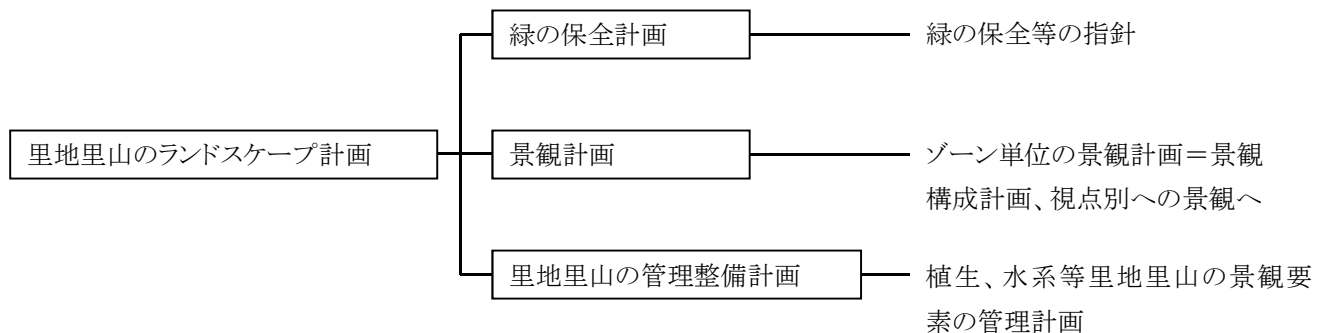 緑の保全計画
緑の保全等の指針
里地里山のランドスケープ計画
景観計画
ゾーン単位の景観計画＝景観
構成計画、視点別への景観へ
里地里山の管理整備計画
植生、水系等里地里山の景観要
素の管理計画